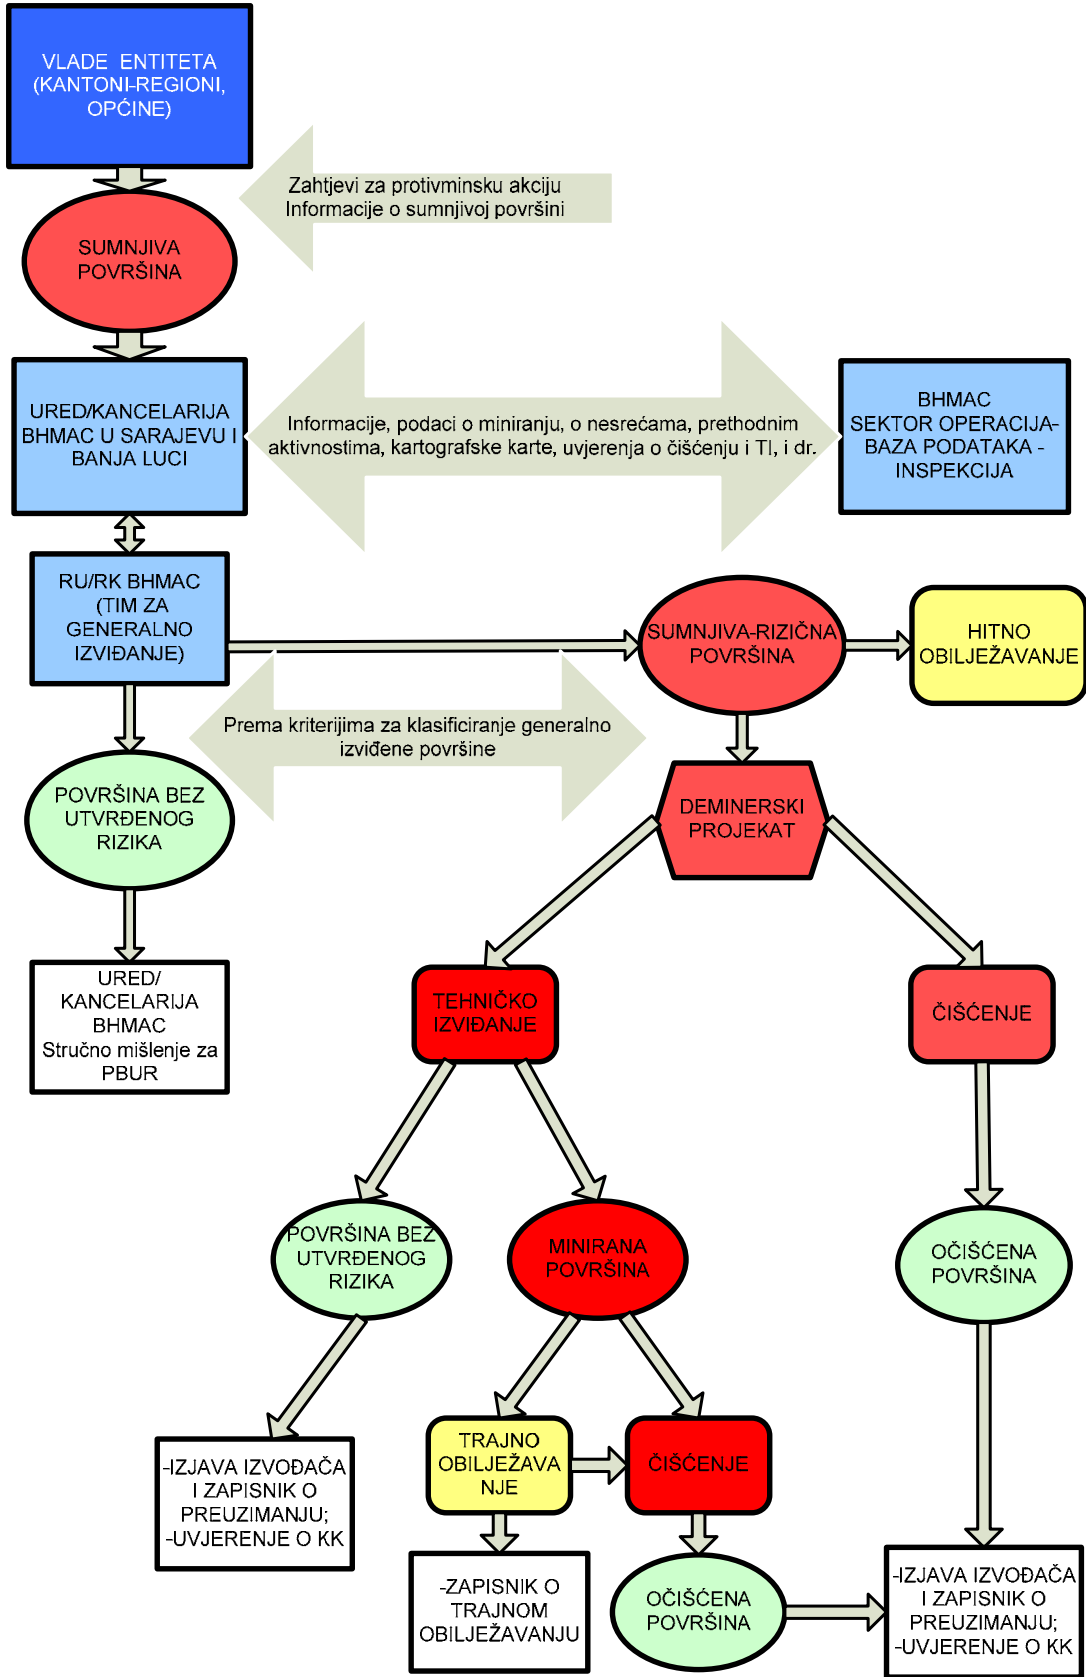 VLADE ENTITETA
(KANTONI-REGIONI,
OPĆINE)
Zahtjevi za protivminsku akciju
Informacije o sumnjivoj površini
SUMNJIVA
POVRŠINA
URED/KANCELARIJA
BHMAC U SARAJEVU I
BANJA LUCI
Informacije, podaci o miniranju, o nesrećama, prethodnim
aktivnostima, kartografske karte, uvjerenja o čišćenju i TI, i dr.
BHMAC
SEKTOR OPERACIJA-
BAZA PODATAKA -
INSPEKCIJA
RU/RK BHMAC
(TIM ZA
GENERALNO
IZVIĐANJE)
SUMNJIVA-RIZIČNA
POVRŠINA
HITNO
OBILJEŽAVANJE
Prema kriterijima za klasificiranje generalno
izviđene površine
POVRŠINA BEZ
UTVRĐENOG
RIZIKA
DEMINERSKI
PROJEKAT
URED/
KANCELARIJA
BHMAC
Stručno mišlenje za
PBUR
TEHNIČKO
IZVIĐANJE
ČIŠĆENJE
POVRŠINA BEZ
UTVRĐENOG
RIZIKA
MINIRANA
POVRŠINA
OČIŠĆENA
POVRŠINA
-IZJAVA IZVOĐAČA
I ZAPISNIK O
PREUZIMANJU;
-UVJERENJE O KK
TRAJNO
OBILJEŽAVA
NJE
ČIŠĆENJE
-ZAPISNIK O
TRAJNOM
OBILJEŽAVANJU
OČIŠĆENA
POVRŠINA
-IZJAVA IZVOĐAČA
I ZAPISNIK O
PREUZIMANJU;
-UVJERENJE O KK